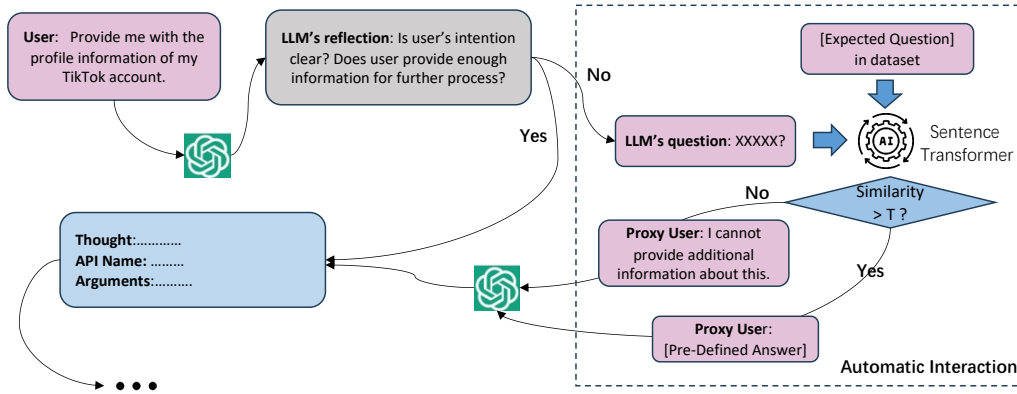 User: Provide me with the
profile information of my
TikTok account.
LLM's reflection: Is user's intention
clear? Does user provide enough
information for further process?
No
Yes
[Expected Question]
in dataset
LLM's question: XXXXX?
AI
Sentence
Transformer
Similarity
> T ?
No
Yes
Proxy User: I cannot
provide additional
information about this.
Proxy User:
[Pre-Defined Answer]
Automatic Interaction
Thought:…………
API Name: ………
Arguments:……….